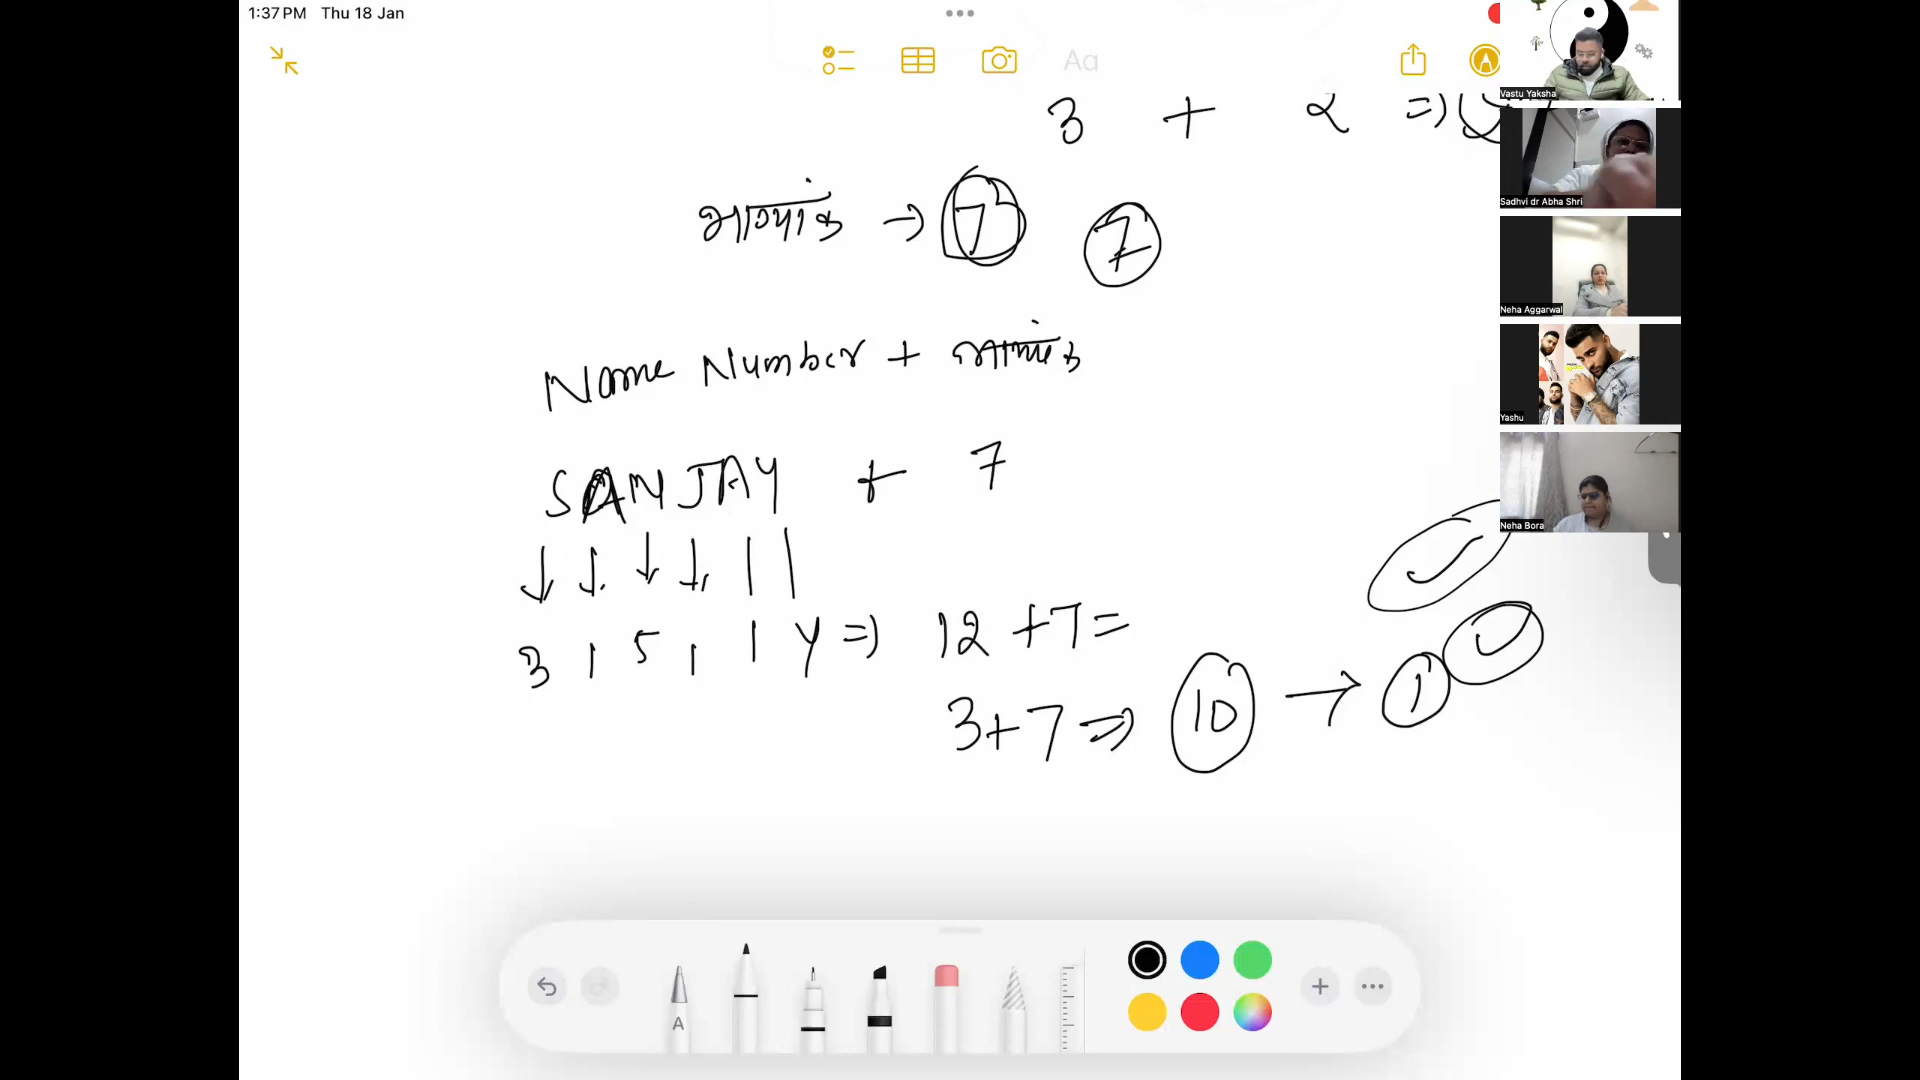 1:37 PM Thu 18 Jan
Aa
3 + 2 =>
भाग्यांक → 7 7
Name Number + भाग्यांक
SANJAY + 7
3 1 5 1 1 y => 12 + 7 =
3 + 7 => 10 → 1
A
Vastu Yaksha
Sadhvi dr Abha Shri
Neha Aggarwal
Yashu
Neha Bora